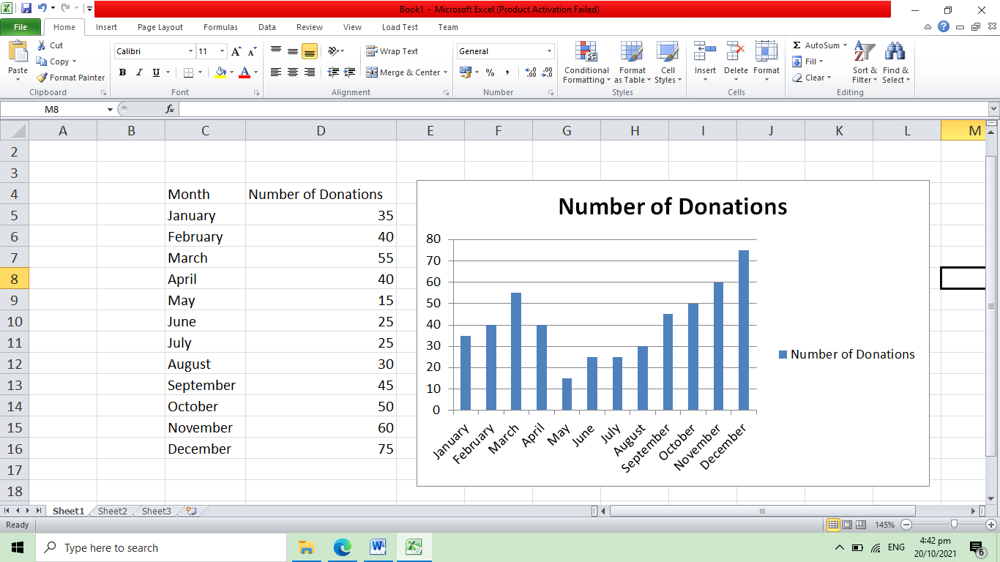 Book1 - Microsoft Excel (Product Activation Failed)
File Home Insert Page Layout Formulas Data Review View Load Test Team
Paste Cut Copy Format Painter Clipboard
Calibri 11 B I U A A A Font
Wrap Text Merge & Center Alignment
General % , .00 .0 .00 Number
Conditional Formatting Format as Table Cell Styles Styles
Insert Delete Format Cells
Σ AutoSum Fill Clear Sort & Filter Find & Select Editing
M8 fx
A B C D E F G H I J K L M
2
3
4 Month Number of Donations
5 January 35
6 February 40
7 March 55
8 April 40
9 May 15
10 June 25
11 July 25
12 August 30
13 September 45
14 October 50
15 November 60
16 December 75
17
18
Number of Donations
80
70
60
50
40
30
20
10
0
January February March April May June July August September October November December
Number of Donations
Sheet1 Sheet2 Sheet3
Ready 145%
Type here to search ENG 4:42 pm
20/10/2021 6